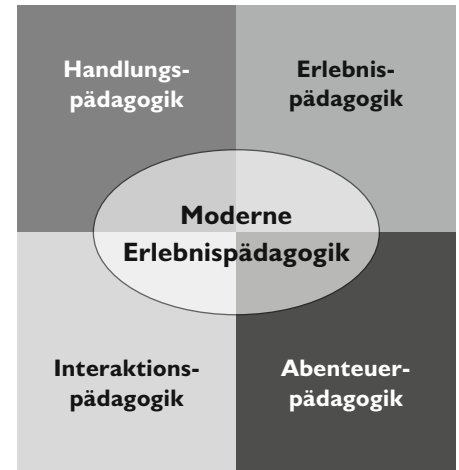 Handlungs-
pädagogik
Erlebnis-
pädagogik
Moderne
Erlebnispädagogik
Interaktions-
pädagogik
Abenteuer-
pädagogik